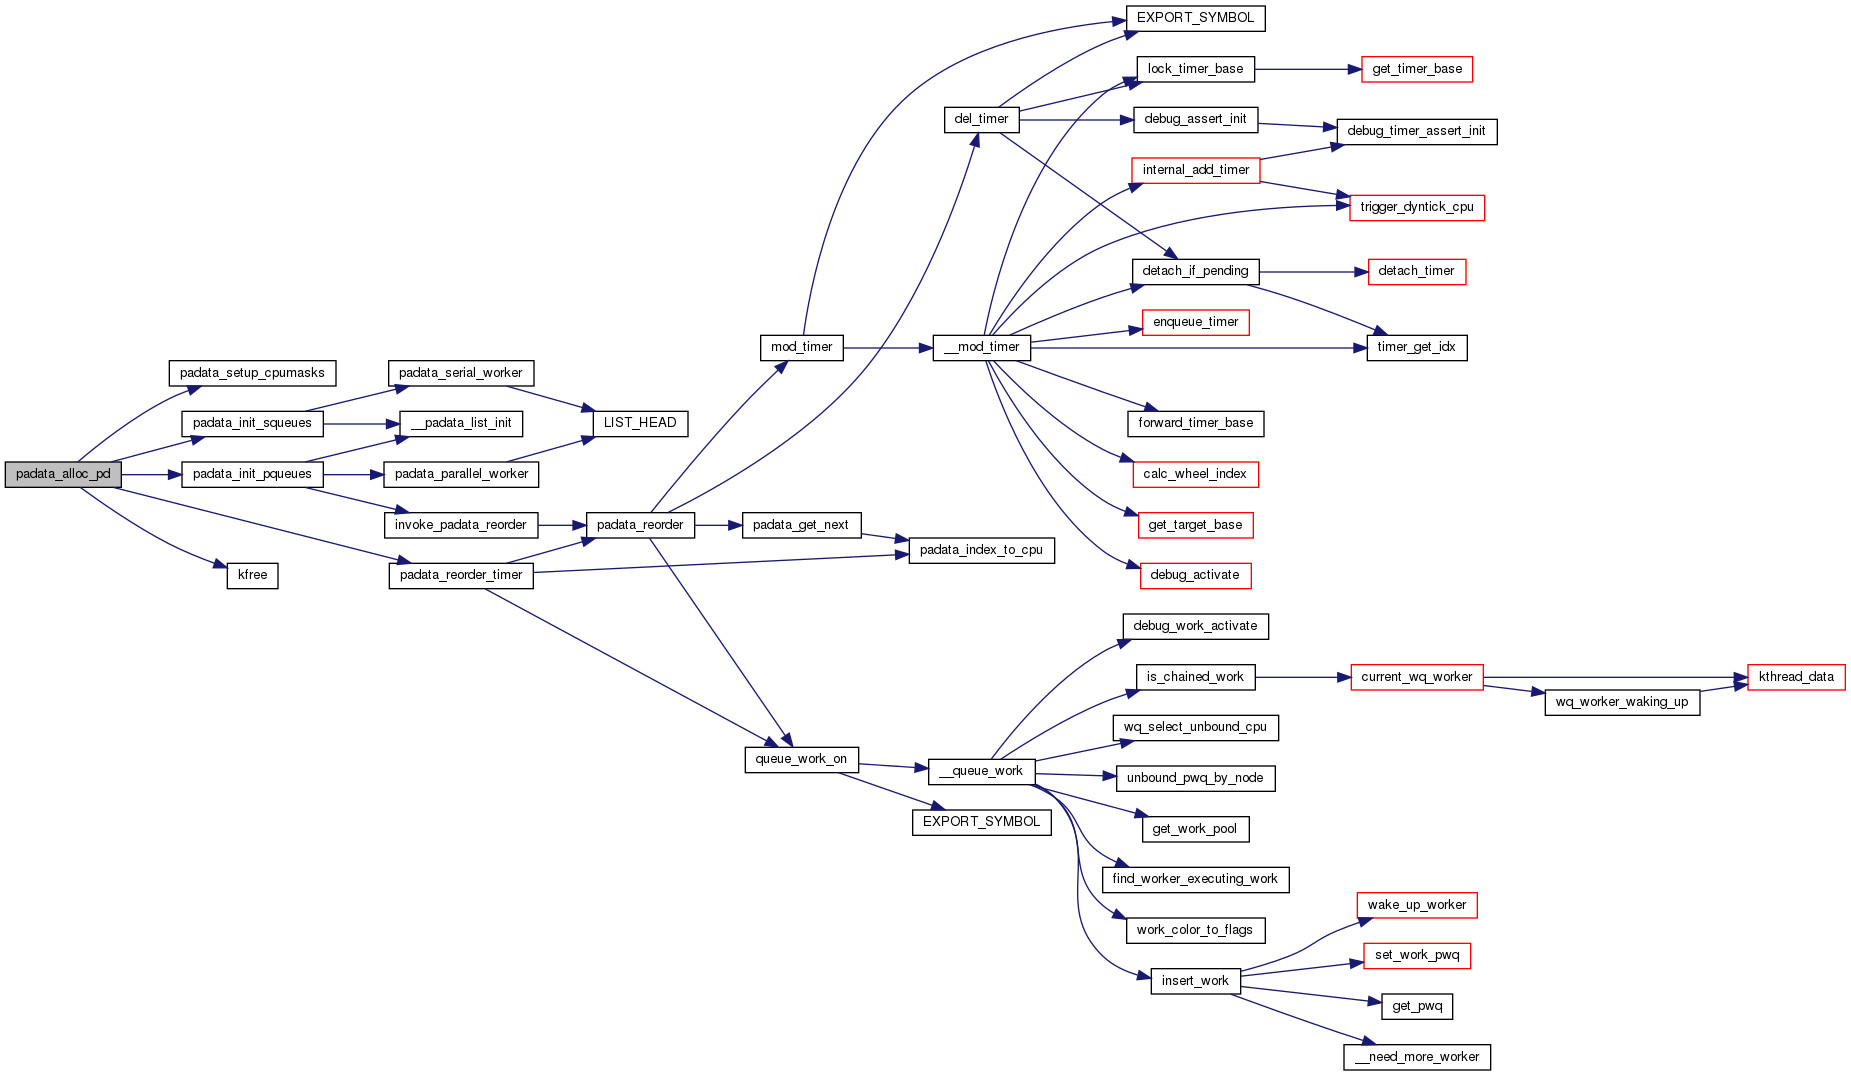 EXPORT_SYMBOL
lock_timer_base
get_timer_base
del_timer
debug_assert_init
debug_timer_assert_init
internal_add_timer
trigger_dyntick_cpu
detach_if_pending
detach_timer
enqueue_timer
mod_timer
__mod_timer
timer_get_idx
padata_setup_cpumasks
padata_serial_worker
padata_init_squeues
__padata_list_init
LIST_HEAD
forward_timer_base
padata_alloc_pd
padata_init_pqueues
padata_parallel_worker
calc_wheel_index
invoke_padata_reorder
padata_reorder
padata_get_next
get_target_base
padata_index_to_cpu
kfree
padata_reorder_timer
debug_activate
debug_work_activate
is_chained_work
current_wq_worker
kthread_data
wq_worker_waking_up
wq_select_unbound_cpu
queue_work_on
__queue_work
unbound_pwq_by_node
EXPORT_SYMBOL
get_work_pool
find_worker_executing_work
wake_up_worker
work_color_to_flags
set_work_pwq
insert_work
get_pwq
__need_more_worker